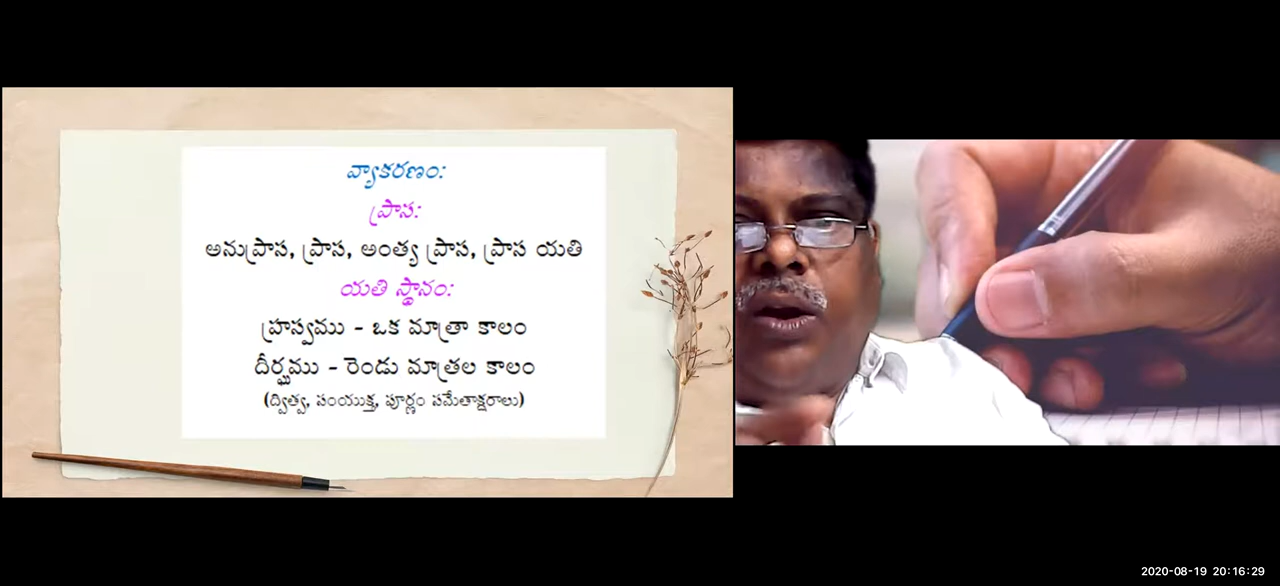 వ్యాకరణం:
ప్రాస:
అనుప్రాస, ప్రాస, అంత్య ప్రాస, ప్రాస యతి
యతి స్థానం:
హ్రస్వము - ఒక మాత్రా కాలం
దీర్ఘము - రెండు మాత్రల కాలం
(ద్విత్వ, సంయుక్త, పూర్ణం సమేతాక్షరాలు)
2020-08-19 20:16:29